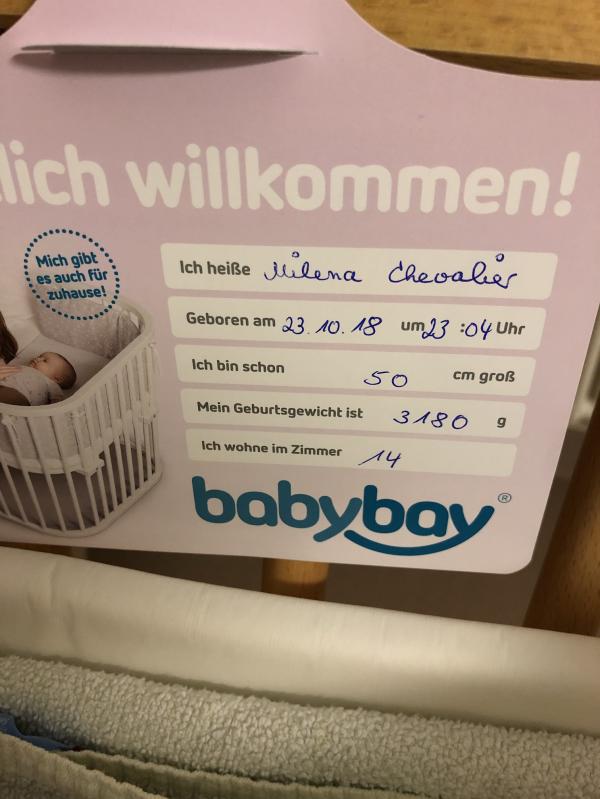 lich willkommen!
Mich gibt
es auch für
zuhause!
Ich heiße Milena Chevalier
Geboren am 23.10.18 um 23 :04 Uhr
Ich bin schon 50 cm groß
Mein Geburtsgewicht ist 3180 g
Ich wohne im Zimmer 14
babybay®